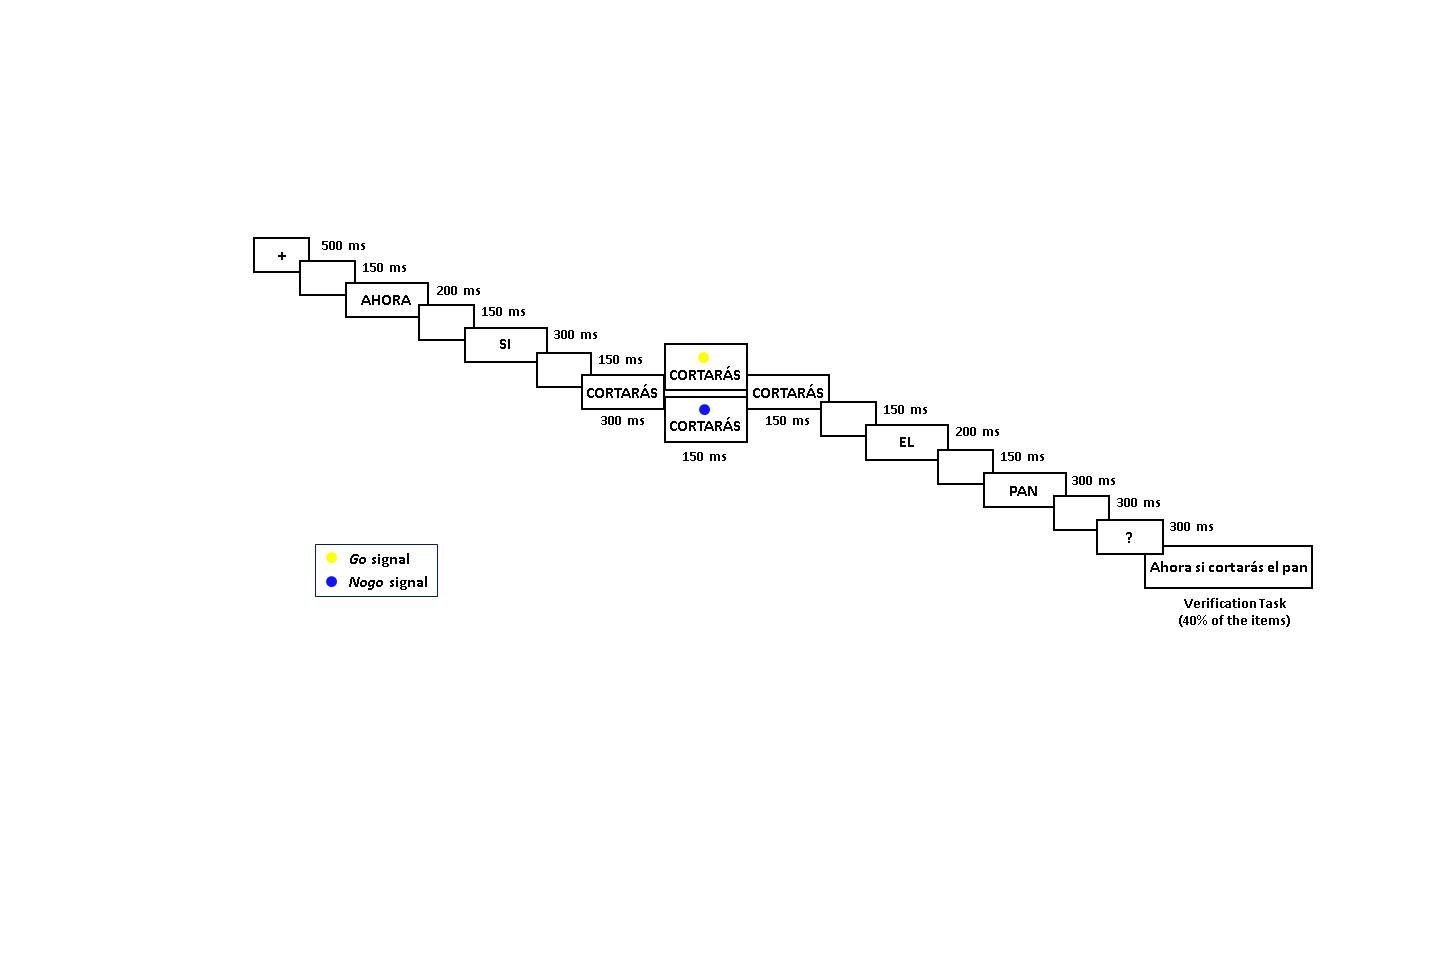 +
500 ms
150 ms
AHORA
200 ms
150 ms
SI
300 ms
150 ms
CORTARÁS
300 ms
CORTARÁS
CORTARÁS
150 ms
CORTARÁS
150 ms
150 ms
EL
200 ms
150 ms
PAN
300 ms
300 ms
?
300 ms
Ahora si cortarás el pan
Verification Task
(40% of the items)
Go signal
Nogo signal